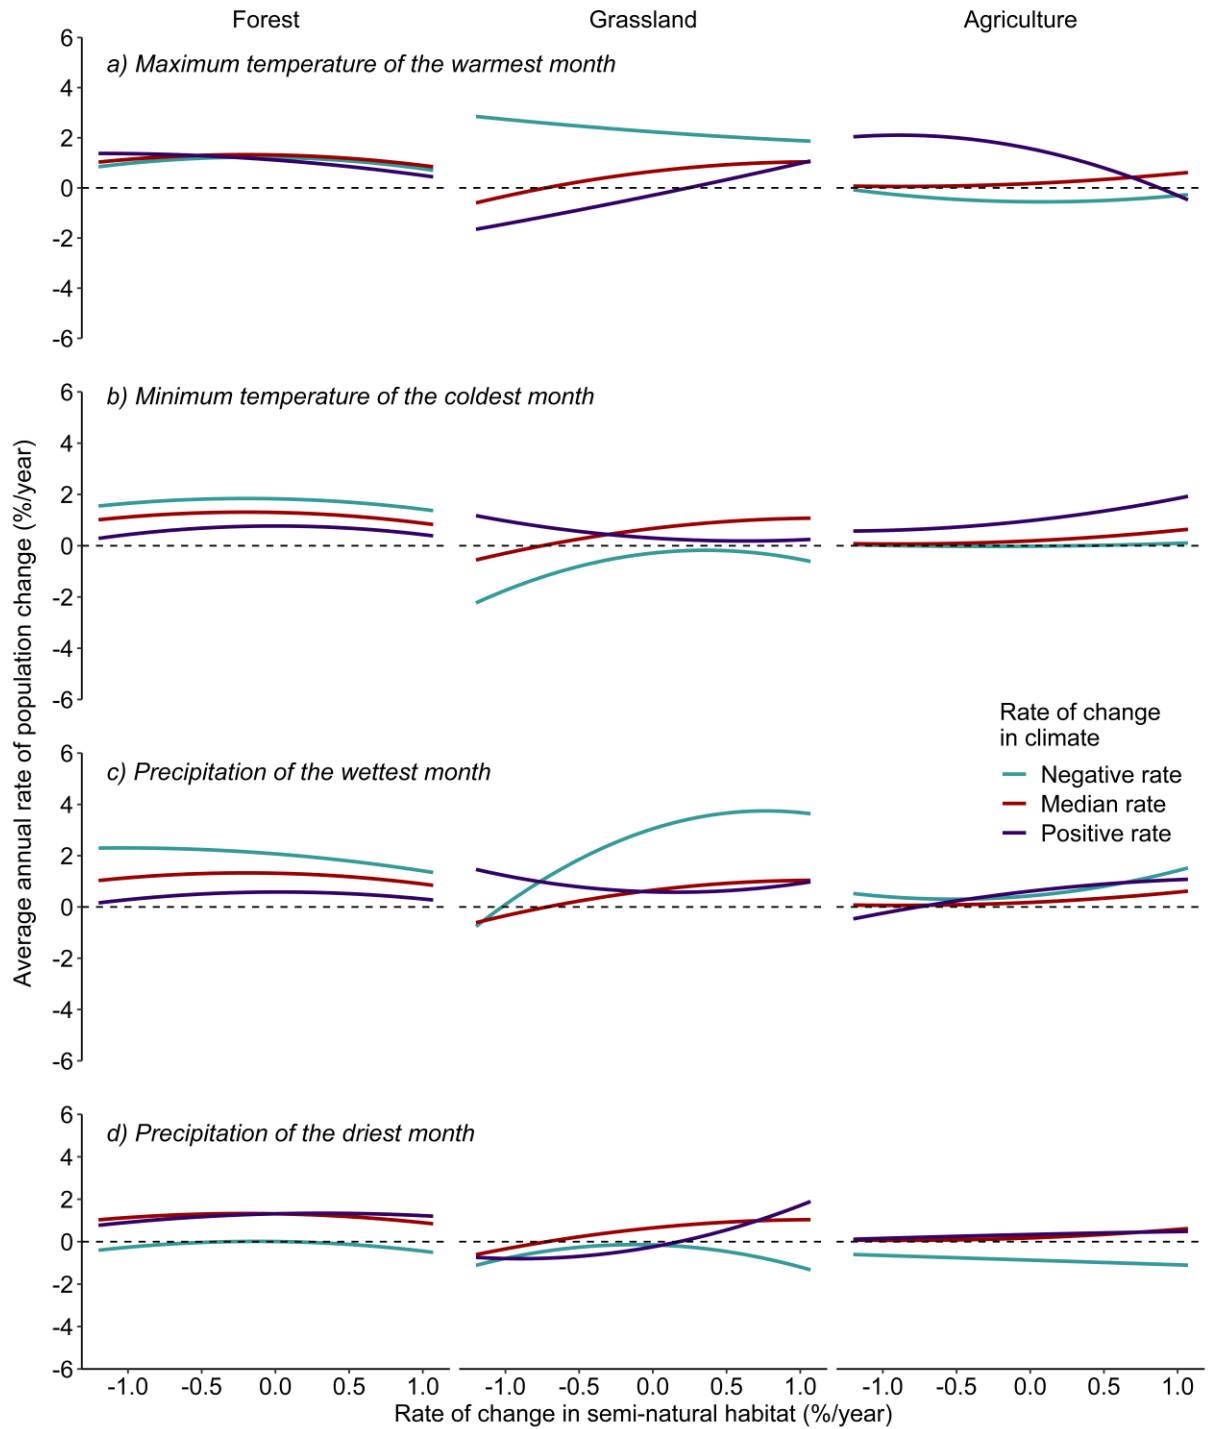 Forest Grassland Agriculture
a) Maximum temperature of the warmest month
6
4
2
0
-2
-4
-6
b) Minimum temperature of the coldest month
6
4
2
0
-2
-4
-6
Average annual rate of population change (%/year)
Rate of change
in climate
Negative rate
Median rate
Positive rate
c) Precipitation of the wettest month
6
4
2
0
-2
-4
-6
d) Precipitation of the driest month
6
4
2
0
-2
-4
-6
-1.0 -0.5 0.0 0.5 1.0 -1.0 -0.5 0.0 0.5 1.0 -1.0 -0.5 0.0 0.5 1.0
Rate of change in semi-natural habitat (%/year)